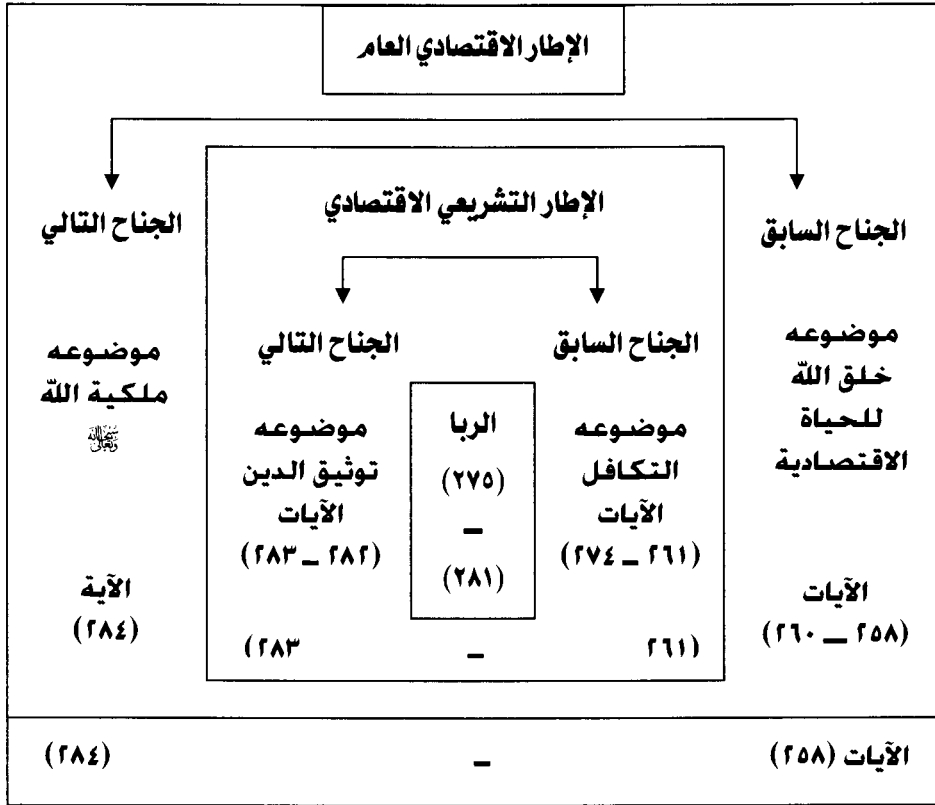 الإطار الاقتصادي العام
الجناح السابق
موضوعه
خلق الله
للحياة
الاقتصادية
الآيات
(٢٥٨ – ٢٦٠)
الإطار التشريعي الاقتصادي
الجناح السابق
موضوعه
التكافل
الآيات
(٢٦١ – ٢٧٤)
الربا
(٢٧٥)
–
(٢٨١)
الجناح التالي
موضوعه
توثيق الدين
الآيات
(٢٨٢ – ٢٨٣)
(٢٦١ – ٢٨٣)
الجناح التالي
موضوعه
ملكية الله
ﷻ
الآية
(٢٨٤)
الآيات (٢٥٨) – (٢٨٤)